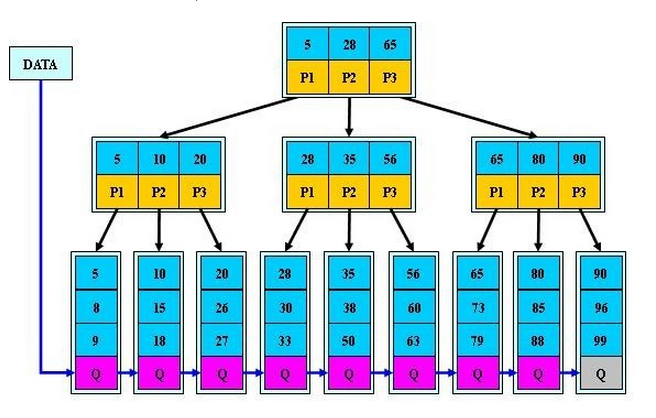 5 28 65
DATA
P1 P2 P3
5 10 20 28 35 56 65 80 90
P1 P2 P3 P1 P2 P3 P1 P2 P3
5 10 20 28 35 56 65 80 90
8 15 26 30 38 60 73 85 96
9 18 27 33 50 63 79 88 99
Q Q Q Q Q Q Q Q Q